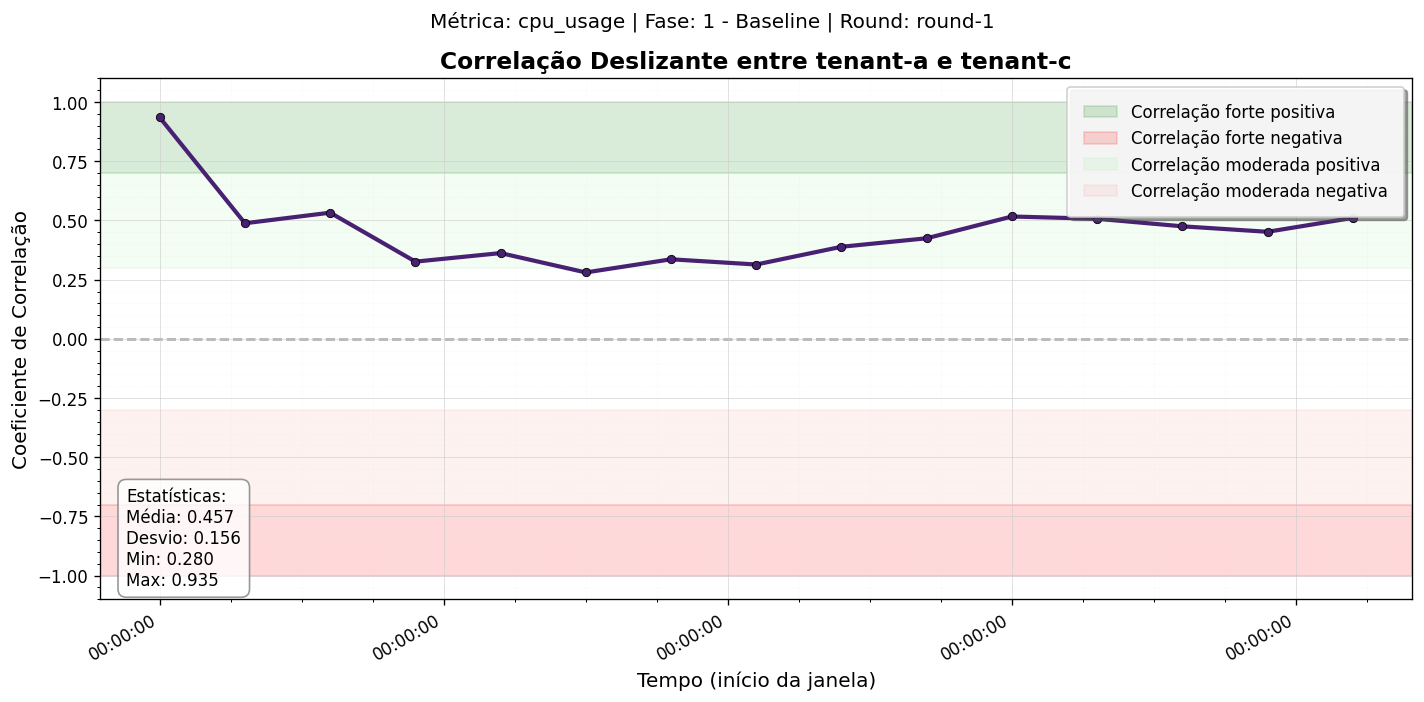 Métrica: cpu_usage | Fase: 1 - Baseline | Round: round-1
Correlação Deslizante entre tenant-a e tenant-c
Coeficiente de Correlação
1.00
0.75
0.50
0.25
0.00
−0.25
−0.50
−0.75
−1.00
Correlação forte positiva
Correlação forte negativa
Correlação moderada positiva
Correlação moderada negativa
Estatísticas:
Média: 0.457
Desvio: 0.156
Min: 0.280
Max: 0.935
00:00:00
00:00:00
00:00:00
00:00:00
00:00:00
Tempo (início da janela)